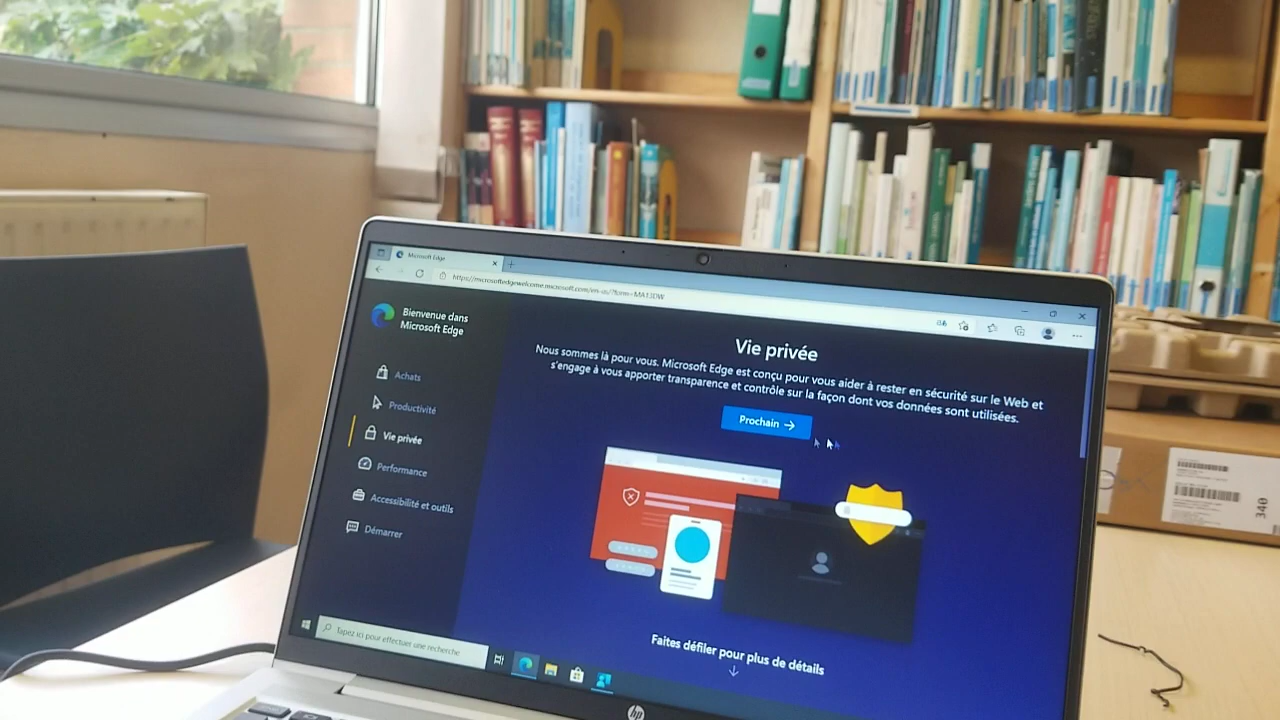 Microsoft Edge
https://microsoftedgewelcome.microsoft.com/en-us/?form=MA13DW
Bienvenue dans
Microsoft Edge
Achats
Productivité
Vie privée
Performance
Accessibilité et outils
Démarrer
Vie privée
Nous sommes là pour vous. Microsoft Edge est conçu pour vous aider à rester en sécurité sur le Web et
s'engage à vous apporter transparence et contrôle sur la façon dont vos données sont utilisées.
Prochain →
Faites défiler pour plus de détails
Tapez ici pour effectuer une recherche
hp
340